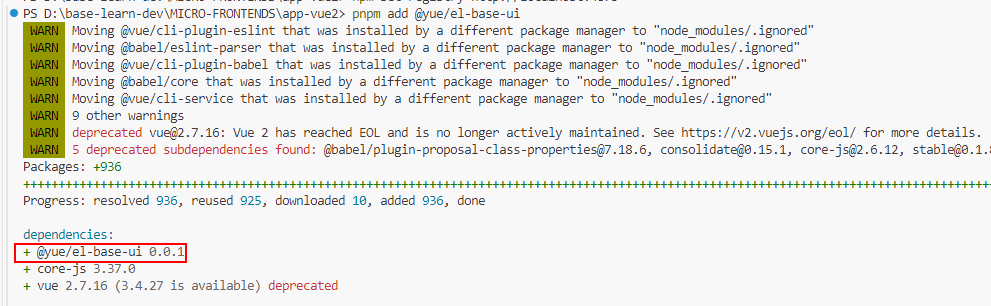 PS D:\base-learn-dev\MICRO-FRONTENDS\app-vue2> pnpm add @yue/el-base-ui
WARN Moving @vue/cli-plugin-eslint that was installed by a different package manager to "node_modules/.ignored"
WARN Moving @babel/eslint-parser that was installed by a different package manager to "node_modules/.ignored"
WARN Moving @vue/cli-plugin-babel that was installed by a different package manager to "node_modules/.ignored"
WARN Moving @babel/core that was installed by a different package manager to "node_modules/.ignored"
WARN Moving @vue/cli-service that was installed by a different package manager to "node_modules/.ignored"
WARN 9 other warnings
WARN deprecated vue@2.7.16: Vue 2 has reached EOL and is no longer actively maintained. See https://v2.vuejs.org/eol/ for more details.
WARN 5 deprecated subdependencies found: @babel/plugin-proposal-class-properties@7.18.6, consolidate@0.15.1, core-js@2.6.12, stable@0.1.8
Packages: +936
++++++++++++++++++++++++++++++++++++++++++++++++++++++++++++++++++++++++++++++++++++++++++++++++++++++++++++++++++++++++++++++++++++++++++
Progress: resolved 936, reused 925, downloaded 10, added 936, done
dependencies:
+ @yue/el-base-ui 0.0.1
+ core-js 3.37.0
+ vue 2.7.16 (3.4.27 is available) deprecated